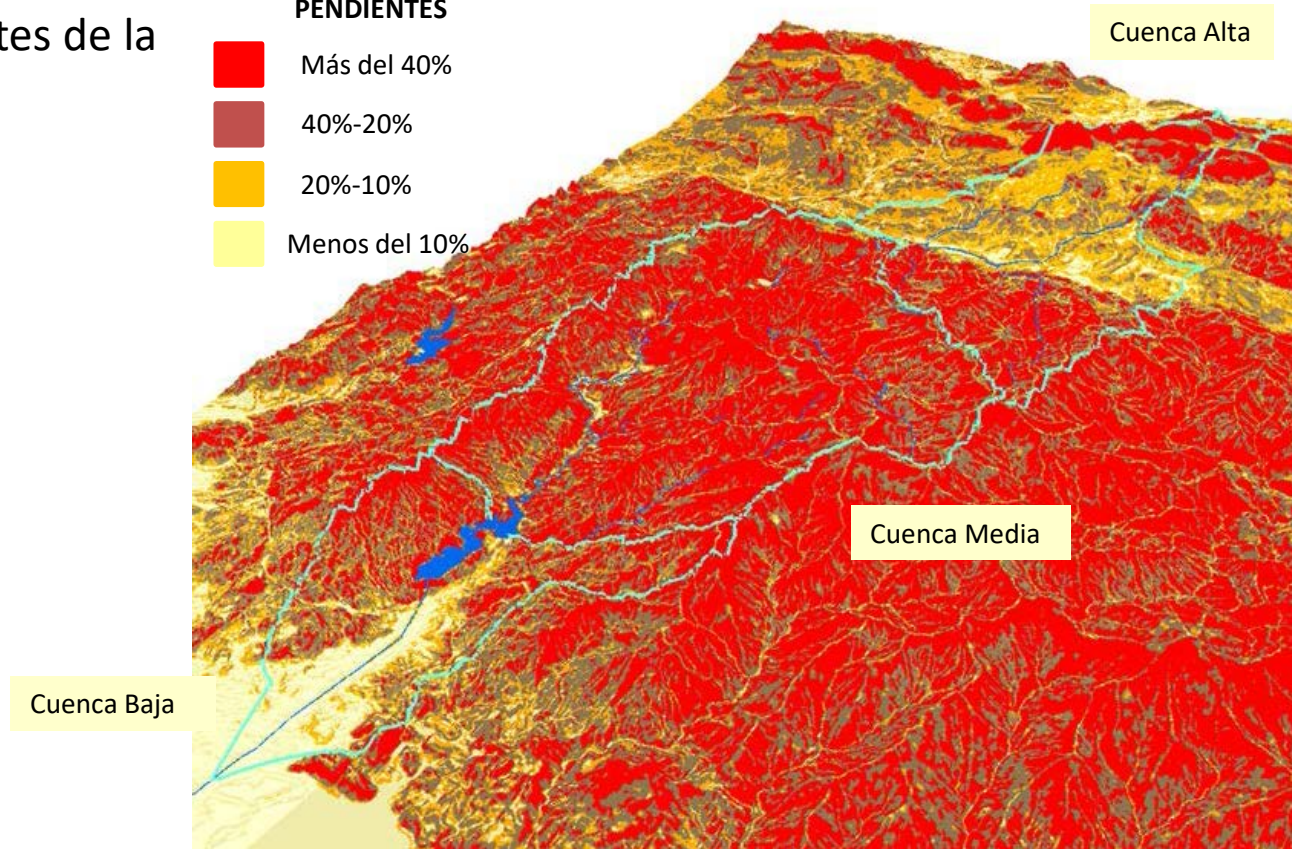 tes de la
PENDIENTES
Más del 40%
40%-20%
20%-10%
Menos del 10%
Cuenca Alta
Cuenca Media
Cuenca Baja